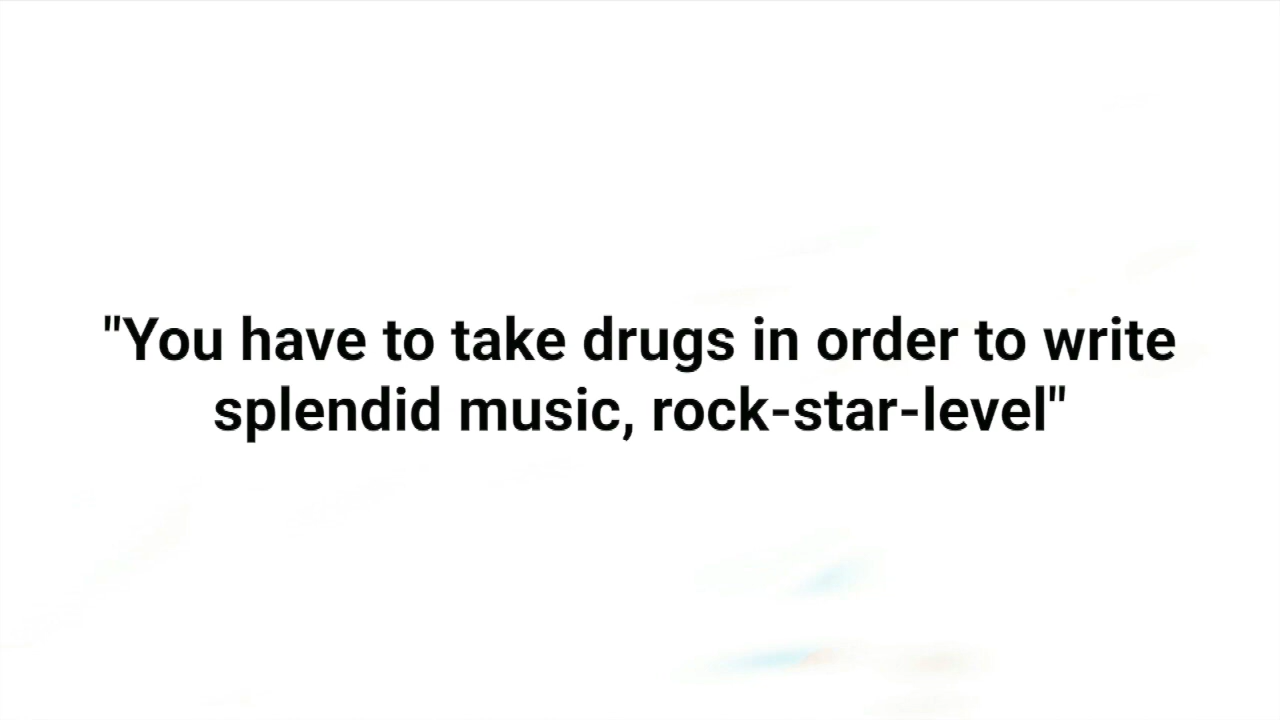 "You have to take drugs in order to write
splendid music, rock-star-level"